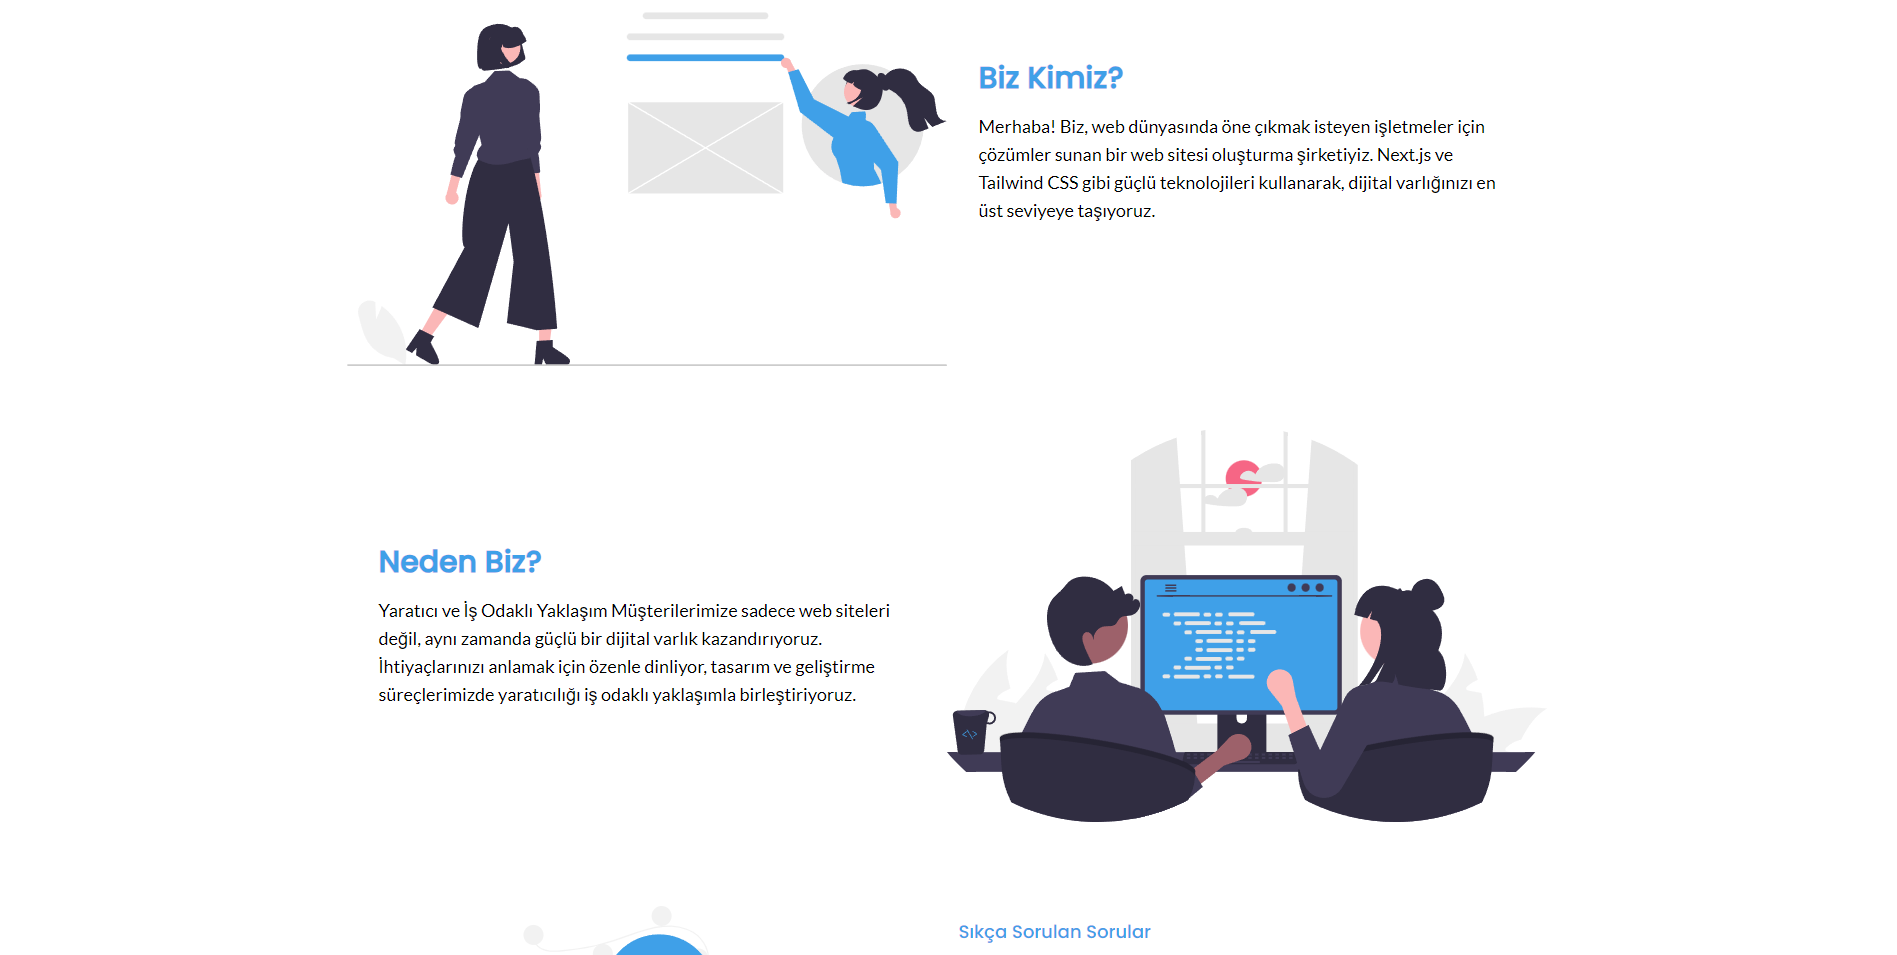 Biz Kimiz?
Merhaba! Biz, web dünyasında öne çıkmak isteyen işletmeler için
çözümler sunan bir web sitesi oluşturma şirketiyiz. Next.js ve
Tailwind CSS gibi güçlü teknolojileri kullanarak, dijital varlığınızı en
üst seviyeye taşıyoruz.
Neden Biz?
Yaratıcı ve İş Odaklı Yaklaşım Müşterilerimize sadece web siteleri
değil, aynı zamanda güçlü bir dijital varlık kazandırıyoruz.
İhtiyaçlarınızı anlamak için özenle dinliyor, tasarım ve geliştirme
süreçlerimizde yaratıcılığı iş odaklı yaklaşımla birleştiriyoruz.
Sıkça Sorulan Sorular